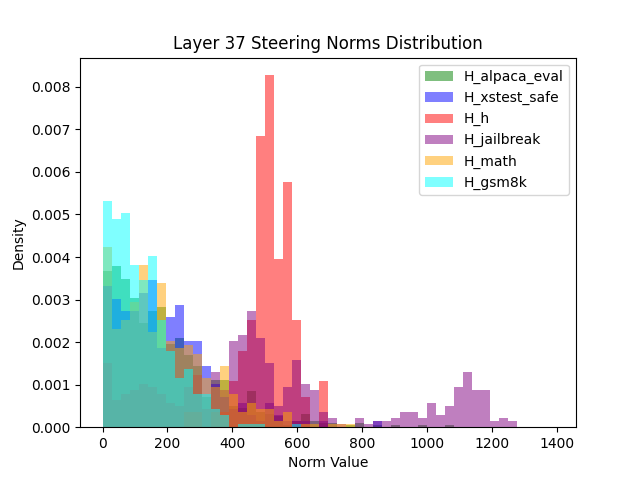 Layer 37 Steering Norms Distribution
H_alpaca_eval
H_xstest_safe
H_h
H_jailbreak
H_math
H_gsm8k
0.008
0.007
0.006
0.005
0.004
0.003
0.002
0.001
0.000
Density
0 200 400 600 800 1000 1200 1400
Norm Value